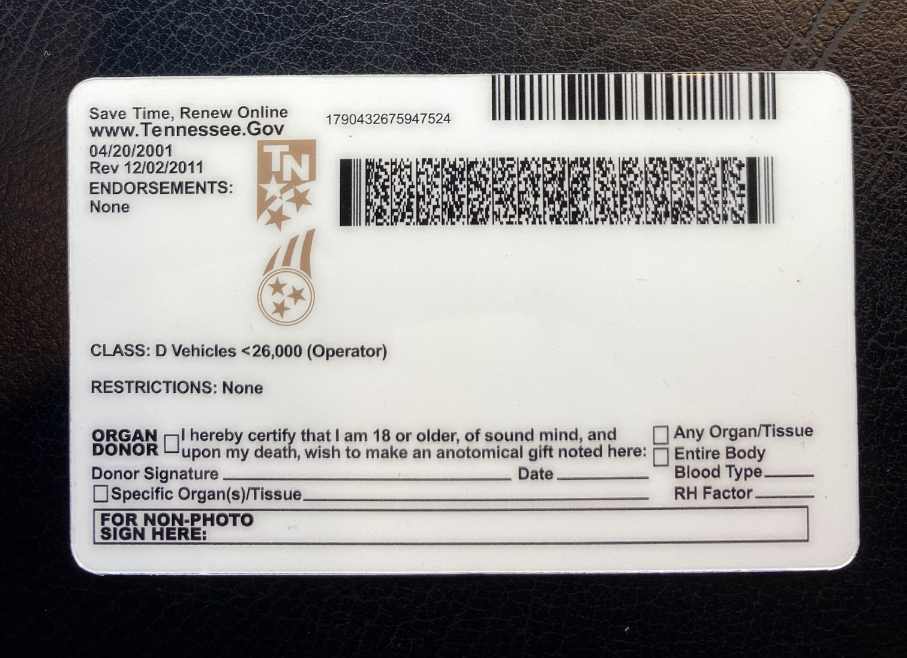 Save Time, Renew Online
www.Tennessee.Gov
1790432675947524
04/20/2001
Rev 12/02/2011
ENDORSEMENTS:
None
TN
CLASS: D Vehicles <26,000 (Operator)
RESTRICTIONS: None
ORGAN DONOR
I hereby certify that I am 18 or older, of sound mind, and
upon my death, wish to make an anotomical gift noted here:
Any Organ/Tissue
Entire Body
Donor Signature
Date
Blood Type
Specific Organ(s)/Tissue
RH Factor
FOR NON-PHOTO
SIGN HERE: